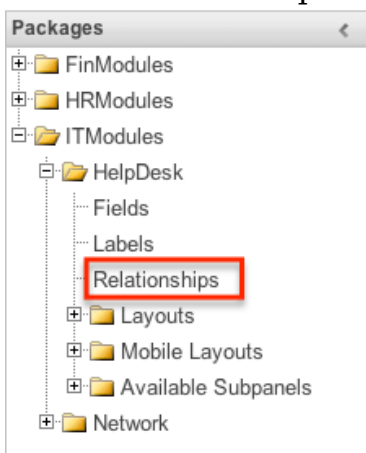 Packages
FinModules
HRModules
ITModules
HelpDesk
Fields
Labels
Relationships
Layouts
Mobile Layouts
Available Subpanels
Network